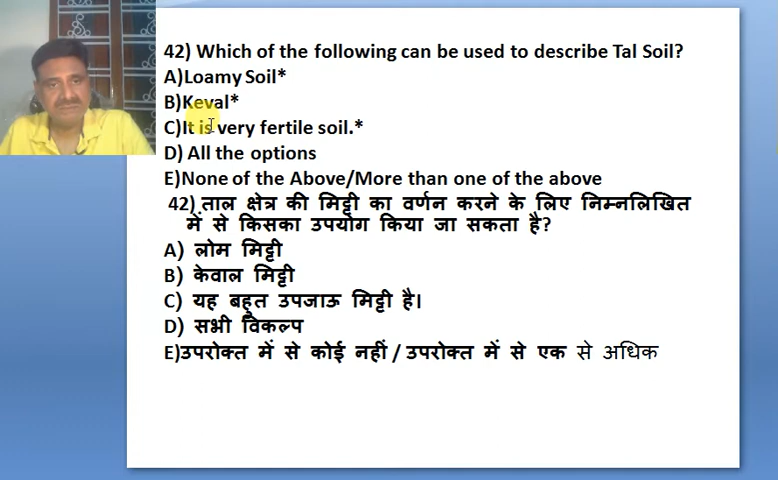 42) Which of the following can be used to describe Tal Soil?
A)Loamy Soil*
B)Keval*
C)It is very fertile soil.*
D) All the options
E)None of the Above/More than one of the above
42) ताल क्षेत्र की मिट्टी का वर्णन करने के लिए निम्नलिखित
में से किसका उपयोग किया जा सकता है?
A) लोम मिट्टी
B) केवाल मिट्टी
C) यह बहुत उपजाऊ मिट्टी है।
D) सभी विकल्प
E)उपरोक्त में से कोई नहीं / उपरोक्त में से एक से अधिक